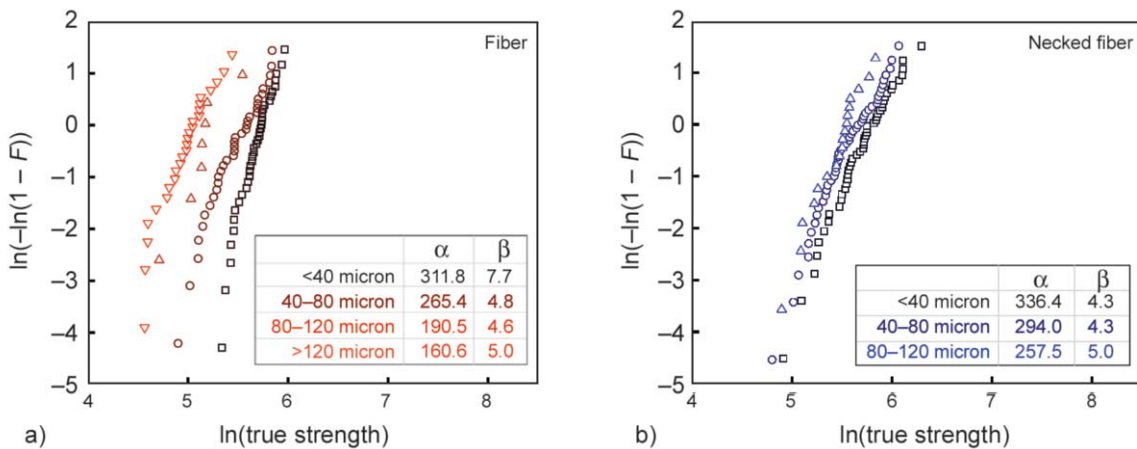 Fiber
ln(–ln(1 – F))
2
1
0
–1
–2
–3
–4
–5
α β
<40 micron 311.8 7.7
40–80 micron 265.4 4.8
80–120 micron 190.5 4.6
>120 micron 160.6 5.0
4 5 6 7 8
a) ln(true strength)
Necked fiber
ln(–ln(1 – F))
2
1
0
–1
–2
–3
–4
–5
α β
<40 micron 336.4 4.3
40–80 micron 294.0 4.3
80–120 micron 257.5 5.0
4 5 6 7 8
b) ln(true strength)